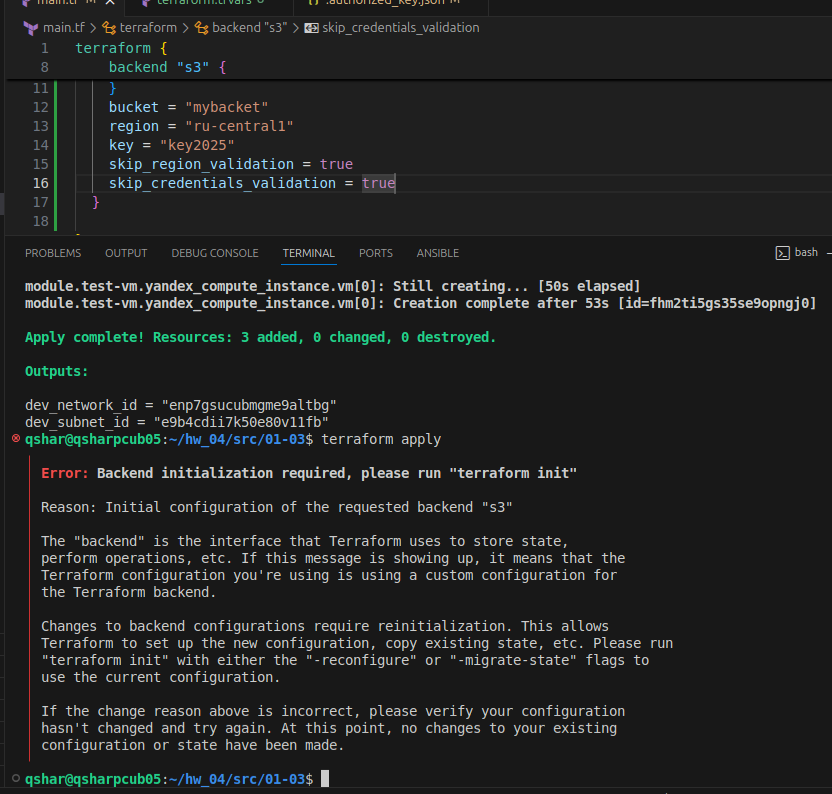 main.tf M
terraform.tfvars
.authorized_key.json M
main.tf > terraform > backend "s3" > skip_credentials_validation
1 terraform {
8 backend "s3" {
11 }
12 bucket = "mybacket"
13 region = "ru-central1"
14 key = "key2025"
15 skip_region_validation = true
16 skip_credentials_validation = true
17 }
18
PROBLEMS OUTPUT DEBUG CONSOLE TERMINAL PORTS ANSIBLE bash
module.test-vm.yandex_compute_instance.vm[0]: Still creating... [50s elapsed]
module.test-vm.yandex_compute_instance.vm[0]: Creation complete after 53s [id=fhm2ti5gs35se9opngj0]
Apply complete! Resources: 3 added, 0 changed, 0 destroyed.
Outputs:
dev_network_id = "enp7gsucubmgme9altbg"
dev_subnet_id = "e9b4cdii7k50e80v11fb"
qshar@qsharpcub05:~/hw_04/src/01-03$ terraform apply
Error: Backend initialization required, please run "terraform init"
Reason: Initial configuration of the requested backend "s3"
The "backend" is the interface that Terraform uses to store state,
perform operations, etc. If this message is showing up, it means that the
Terraform configuration you're using is using a custom configuration for
the Terraform backend.
Changes to backend configurations require reinitialization. This allows
Terraform to set up the new configuration, copy existing state, etc. Please run
"terraform init" with either the "-reconfigure" or "-migrate-state" flags to
use the current configuration.
If the change reason above is incorrect, please verify your configuration
hasn't changed and try again. At this point, no changes to your existing
configuration or state have been made.
qshar@qsharpcub05:~/hw_04/src/01-03$